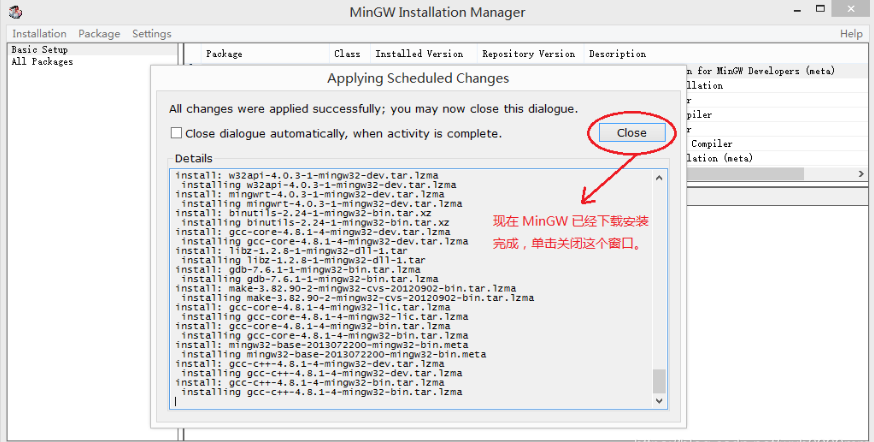 MinGW Installation Manager
Installation Package Settings Help
Basic Setup
All Packages
Package Class Installed Version Repository Version Description
n for MinGW Developers (meta)
llation
r
piler
r
Compiler
lation (meta)
Applying Scheduled Changes
All changes were applied successfully; you may now close this dialogue.
Close dialogue automatically, when activity is complete.
Close
Details
install: w32api-4.0.3-1-mingw32-dev.tar.lzma
installing w32api-4.0.3-1-mingw32-dev.tar.lzma
install: mingwrt-4.0.3-1-mingw32-dev.tar.lzma
installing mingwrt-4.0.3-1-mingw32-dev.tar.lzma
install: binutils-2.24-1-mingw32-bin.tar.xz
installing binutils-2.24-1-mingw32-bin.tar.xz
install: gcc-core-4.8.1-4-mingw32-dev.tar.lzma
installing gcc-core-4.8.1-4-mingw32-dev.tar.lzma
install: libz-1.2.8-1-mingw32-dll-1.tar
installing libz-1.2.8-1-mingw32-dll-1.tar
install: gdb-7.6.1-1-mingw32-bin.tar.lzma
installing gdb-7.6.1-1-mingw32-bin.tar.lzma
install: make-3.82.90-2-mingw32-cvs-20120902-bin.tar.lzma
installing make-3.82.90-2-mingw32-cvs-20120902-bin.tar.lzma
install: gcc-core-4.8.1-4-mingw32-lic.tar.lzma
installing gcc-core-4.8.1-4-mingw32-lic.tar.lzma
install: gcc-core-4.8.1-4-mingw32-bin.tar.lzma
installing gcc-core-4.8.1-4-mingw32-bin.tar.lzma
install: mingw32-base-2013072200-mingw32-bin.meta
installing mingw32-base-2013072200-mingw32-bin.meta
install: gcc-c++-4.8.1-4-mingw32-dev.tar.lzma
installing gcc-c++-4.8.1-4-mingw32-dev.tar.lzma
install: gcc-c++-4.8.1-4-mingw32-bin.tar.lzma
installing gcc-c++-4.8.1-4-mingw32-bin.tar.lzma
现在 MinGW 已经下载安装
完成，单击关闭这个窗口。